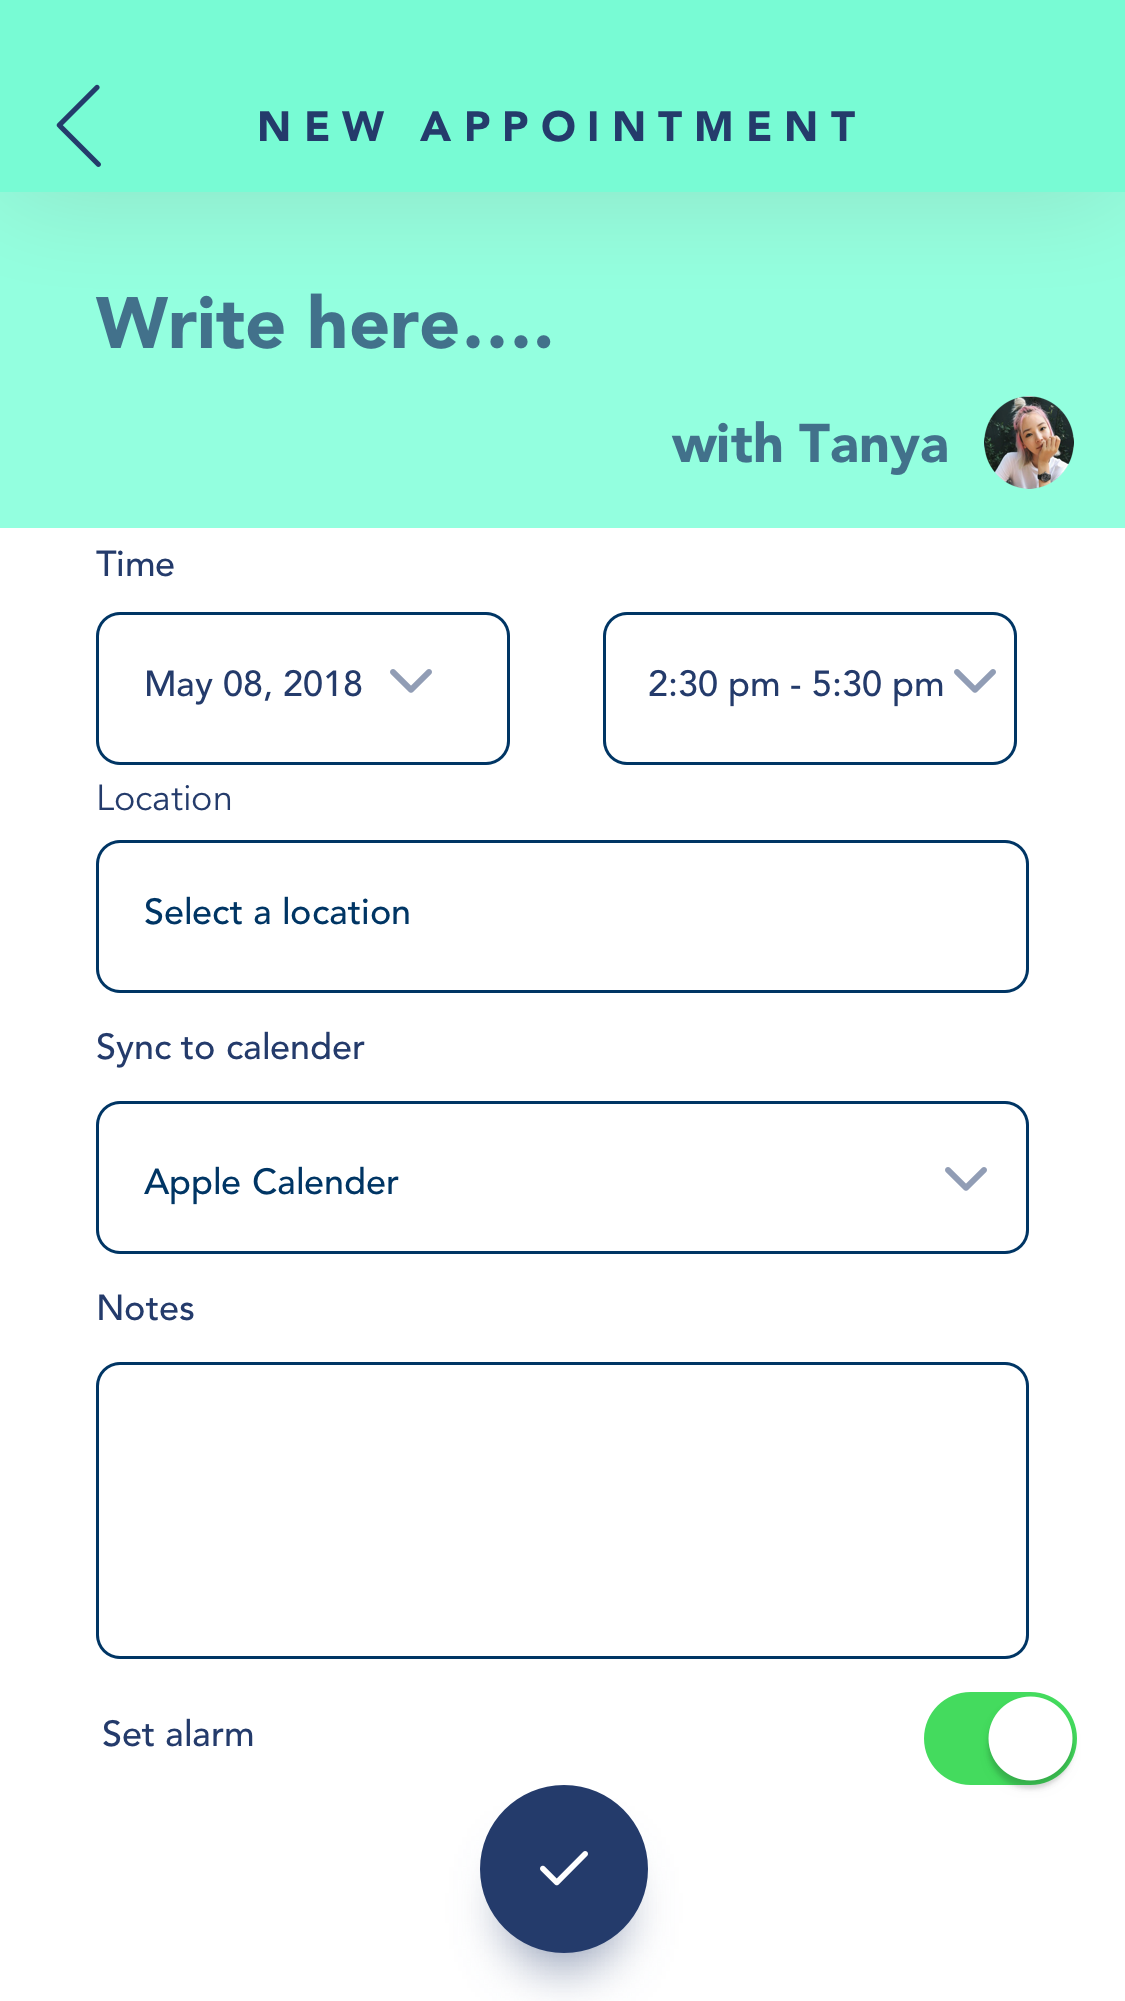 NEW APPOINTMENT
Write here....
with Tanya
Time
May 08, 2018
2:30 pm - 5:30 pm
Location
Select a location
Sync to calender
Apple Calender
Notes
Set alarm